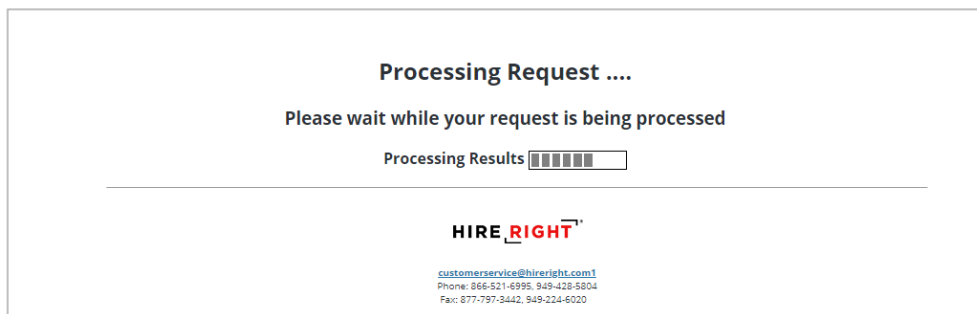 Processing Request ....
Please wait while your request is being processed
Processing Results
HIRE RIGHT
customerservice@hireright.com1
Phone: 866-521-6995, 949-428-5804
Fax: 877-797-3442, 949-224-6020